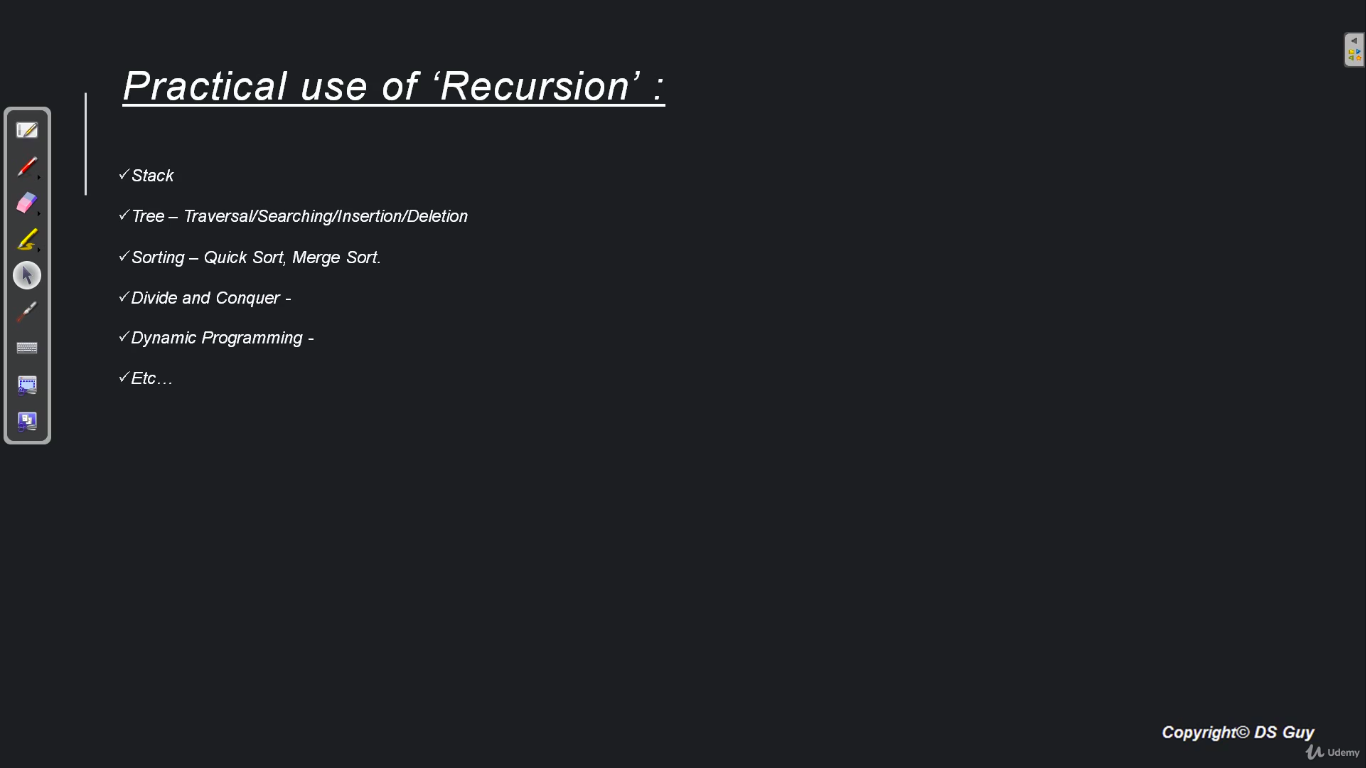 Practical use of ‘Recursion’ :
✓Stack
✓Tree – Traversal/Searching/Insertion/Deletion
✓Sorting – Quick Sort, Merge Sort.
✓Divide and Conquer -
✓Dynamic Programming -
✓Etc…
Copyright© DS Guy
Udemy